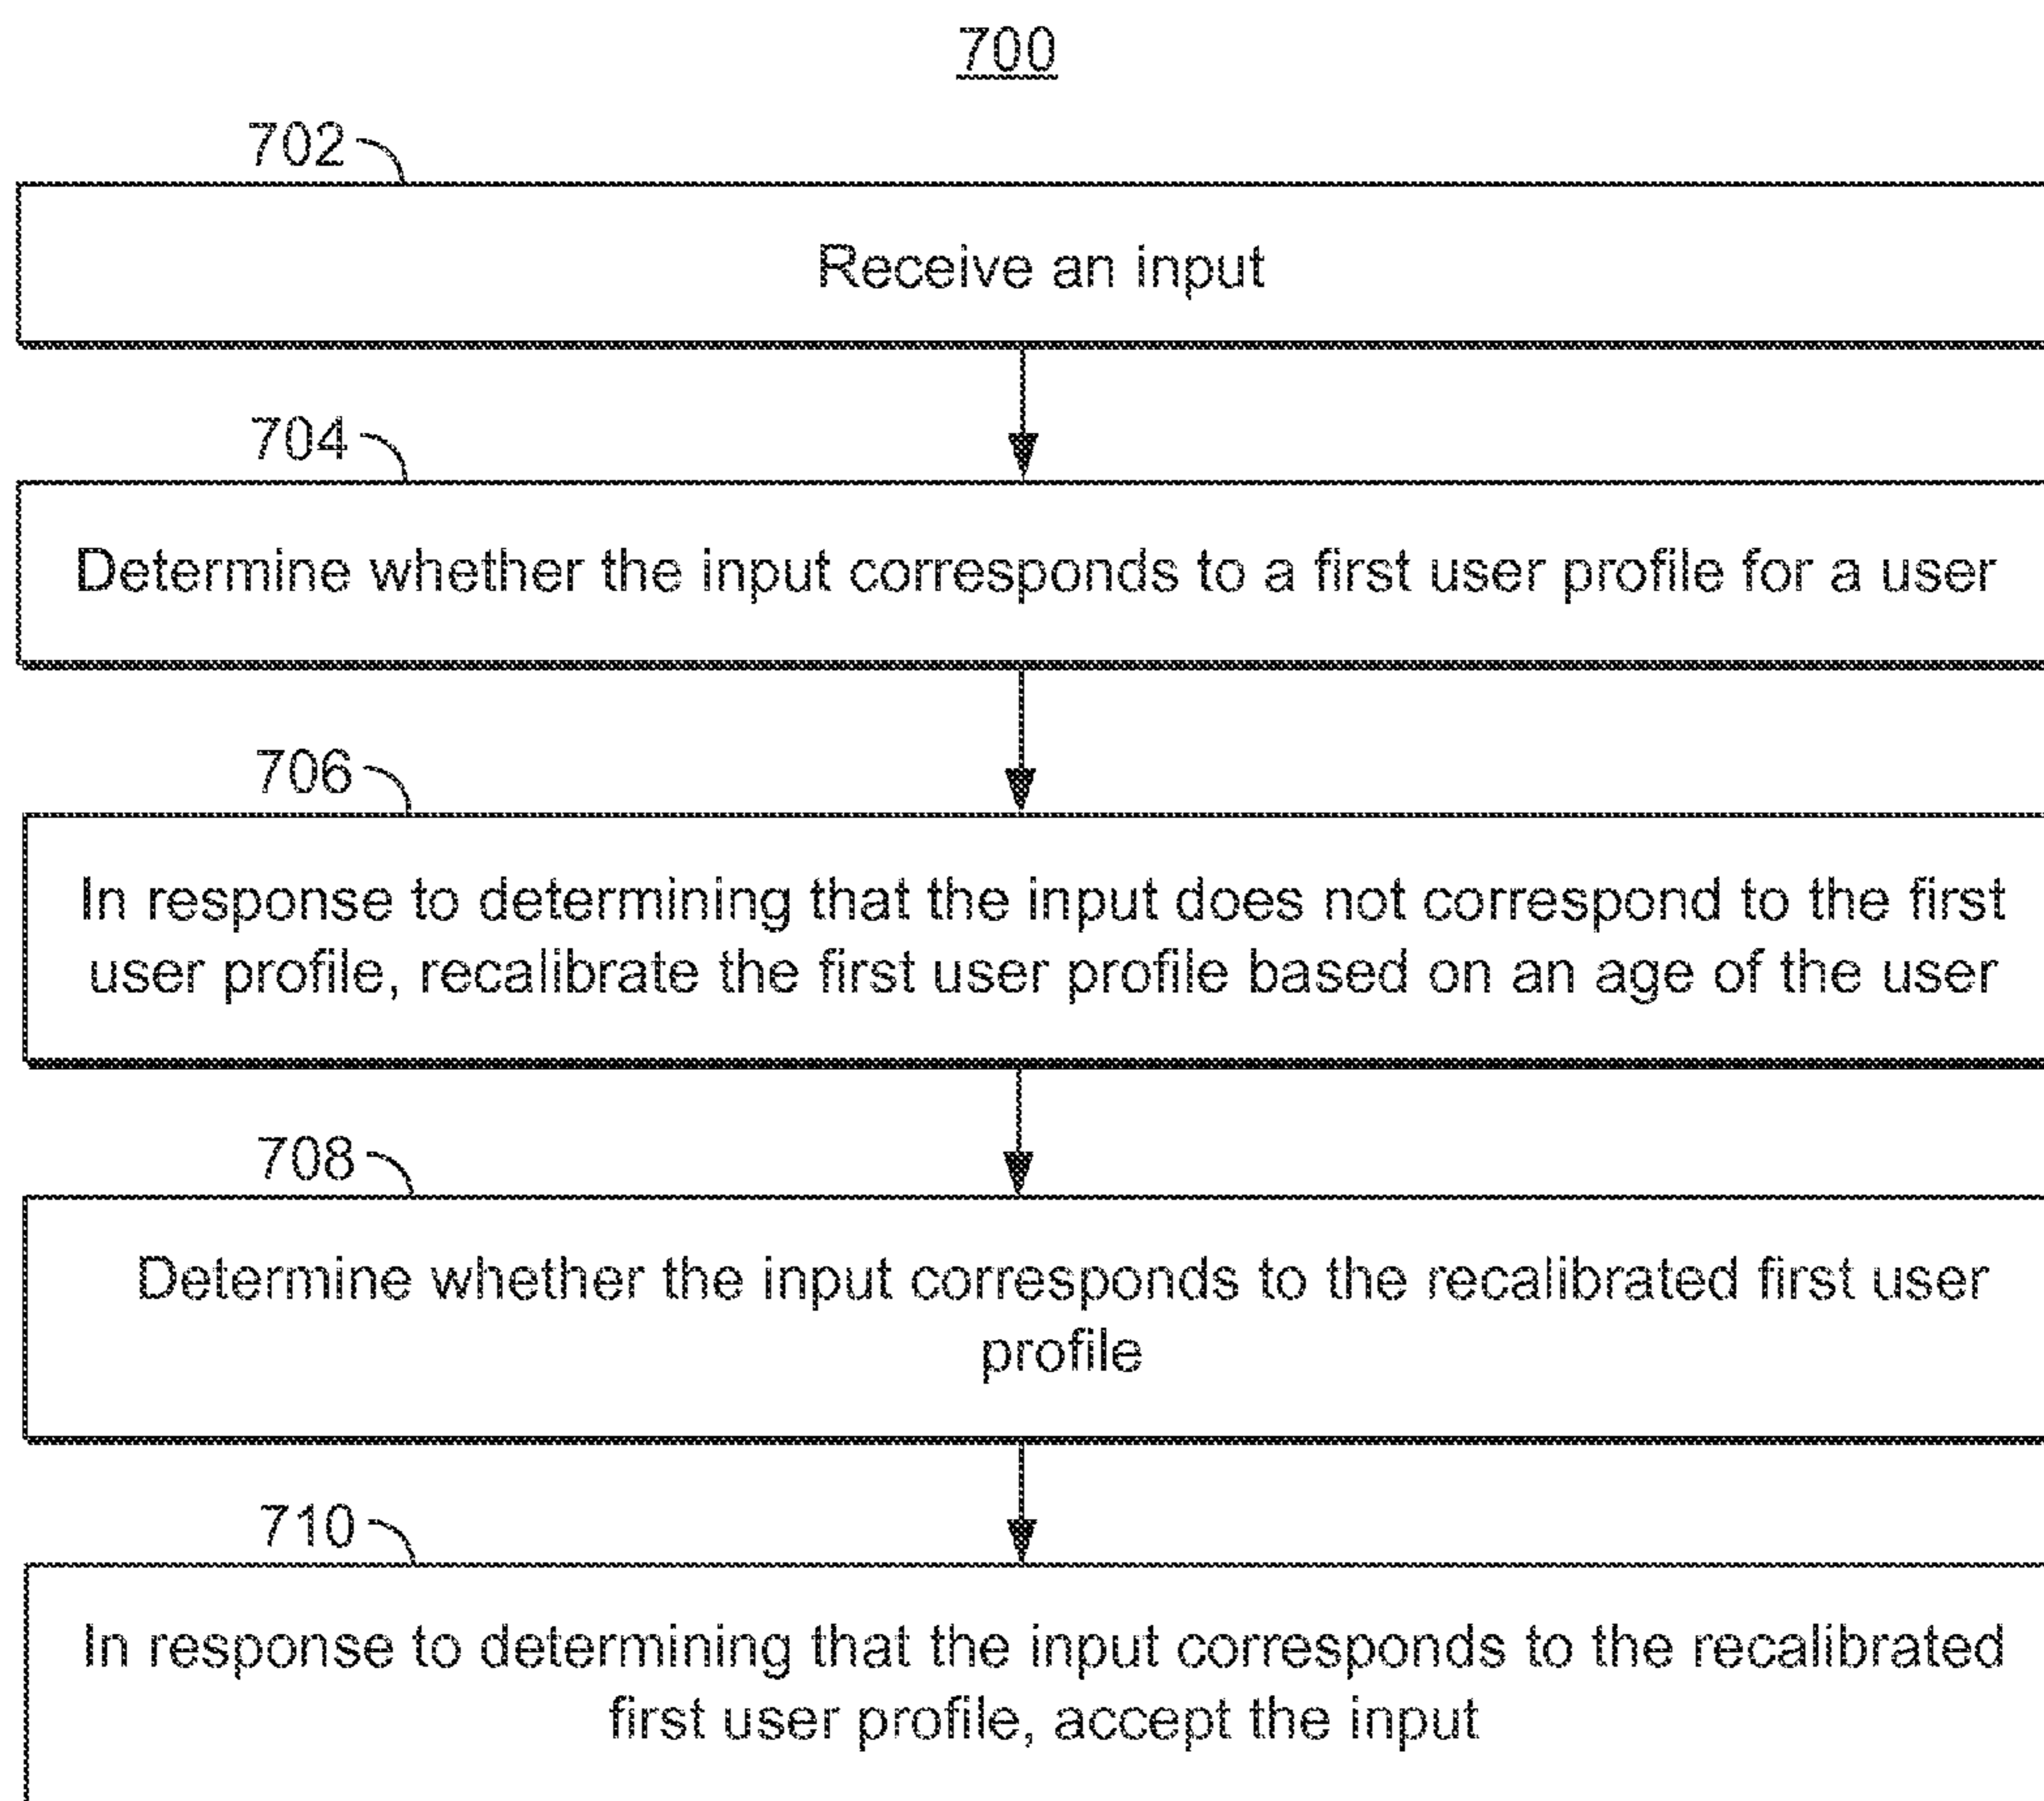 700
702
Receive an input
704
Determine whether the input corresponds to a first user profile for a user
706
In response to determining that the input does not correspond to the first
user profile, recalibrate the first user profile based on an age of the user
708
Determine whether the input corresponds to the recalibrated first user
profile
710
In response to determining that the input corresponds to the recalibrated
first user profile, accept the input